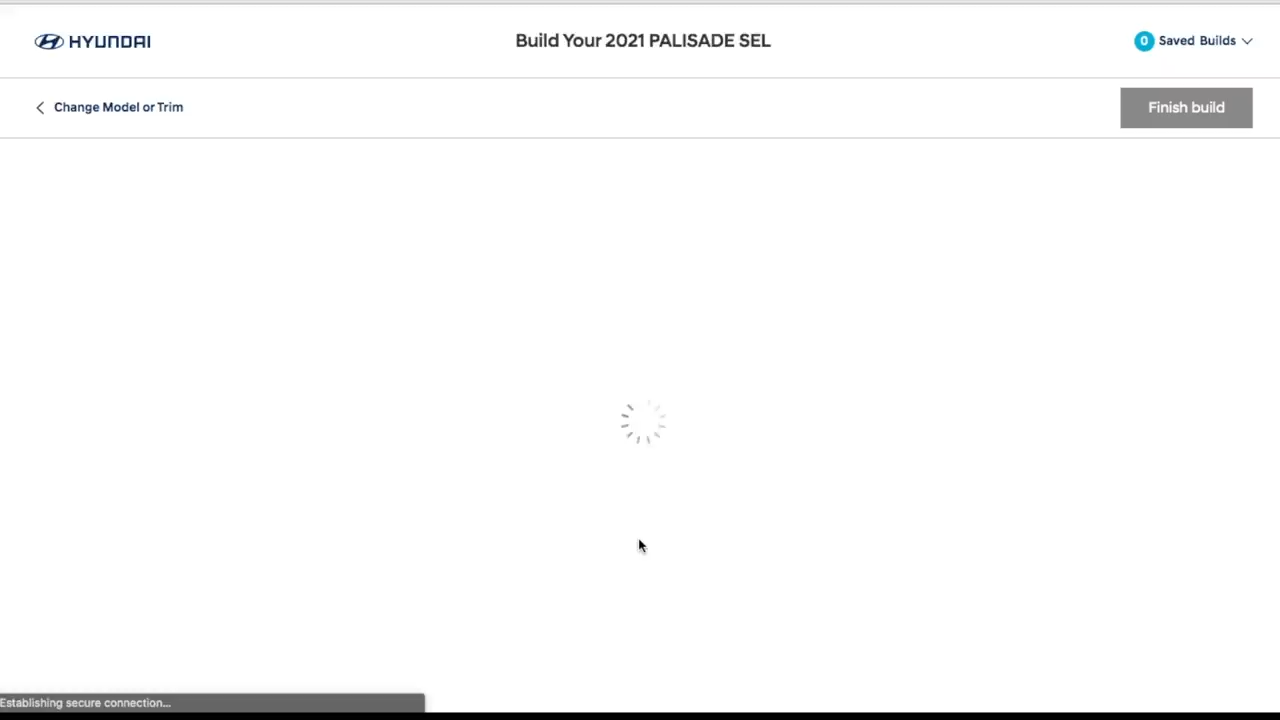 HYUNDAI
Build Your 2021 PALISADE SEL
0 Saved Builds
Change Model or Trim
Finish build
Establishing secure connection...